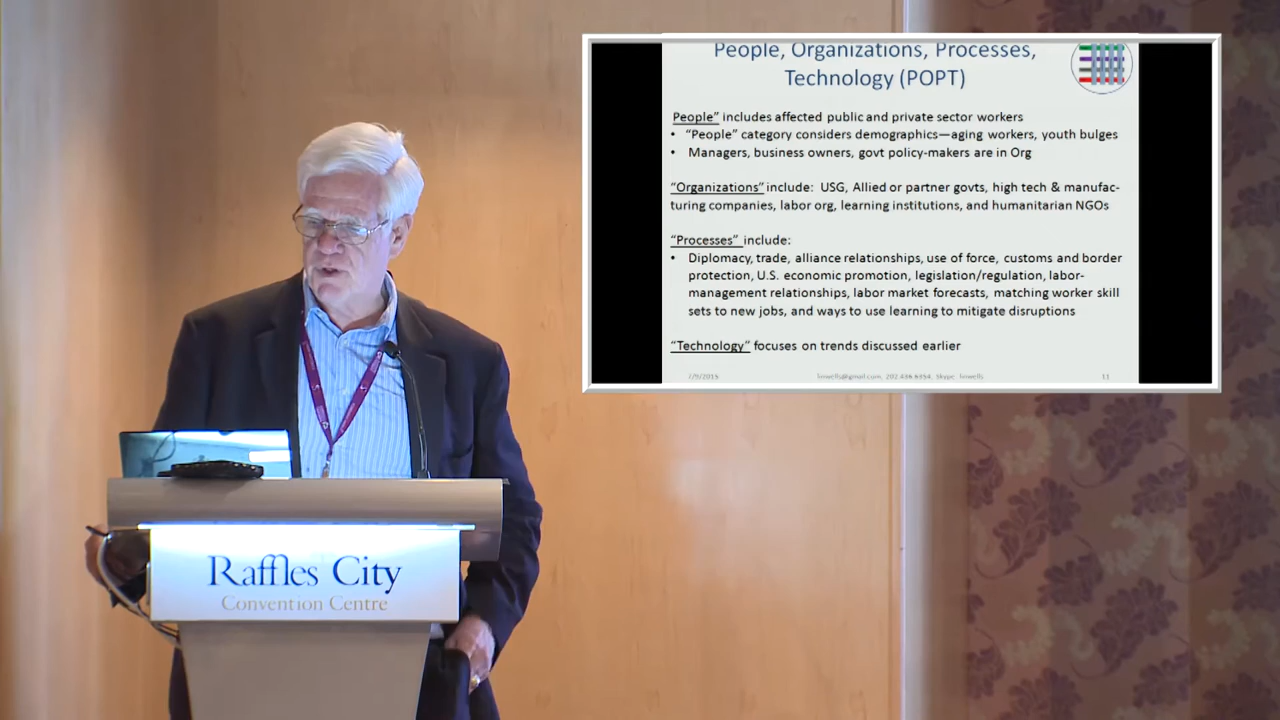 People, Organizations, Processes,
Technology (POPT)
People” includes affected public and private sector workers
• “People” category considers demographics—aging workers, youth bulges
• Managers, business owners, govt policy-makers are in Org
“Organizations” include: USG, Allied or partner govts, high tech & manufac-
turing companies, labor org, learning institutions, and humanitarian NGOs
“Processes” include:
• Diplomacy, trade, alliance relationships, use of force, customs and border
protection, U.S. economic promotion, legislation/regulation, labor-
management relationships, labor market forecasts, matching worker skill
sets to new jobs, and ways to use learning to mitigate disruptions
“Technology” focuses on trends discussed earlier
7/9/2015
11
Raffles City
Convention Centre